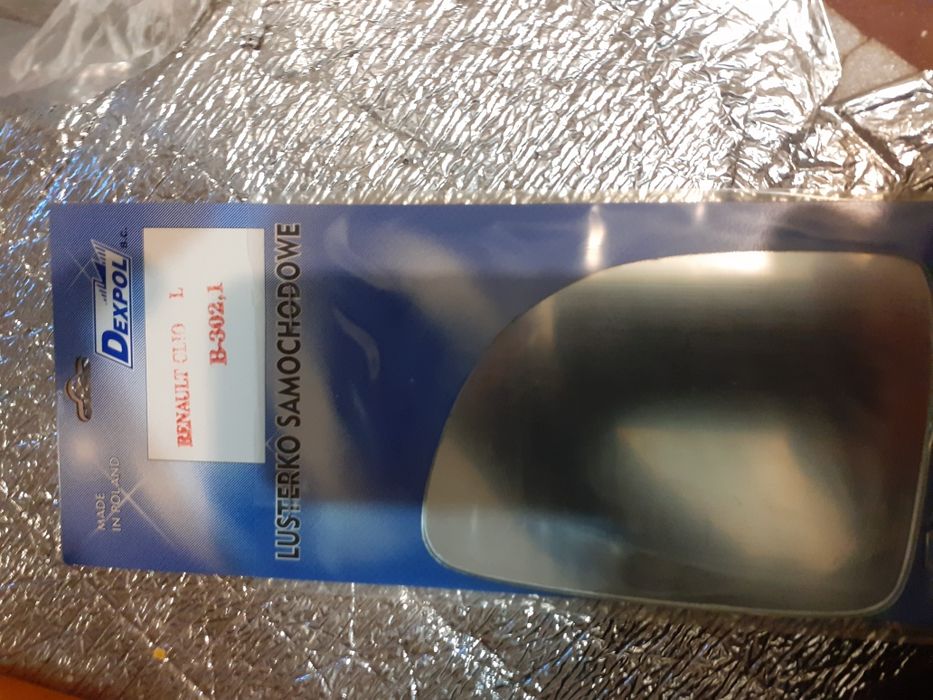 DEXPOL s.c.
RENAULT CLIO L
B-302,1
MADE
IN POLAND
LUSTERKO SAMOCHODOWE